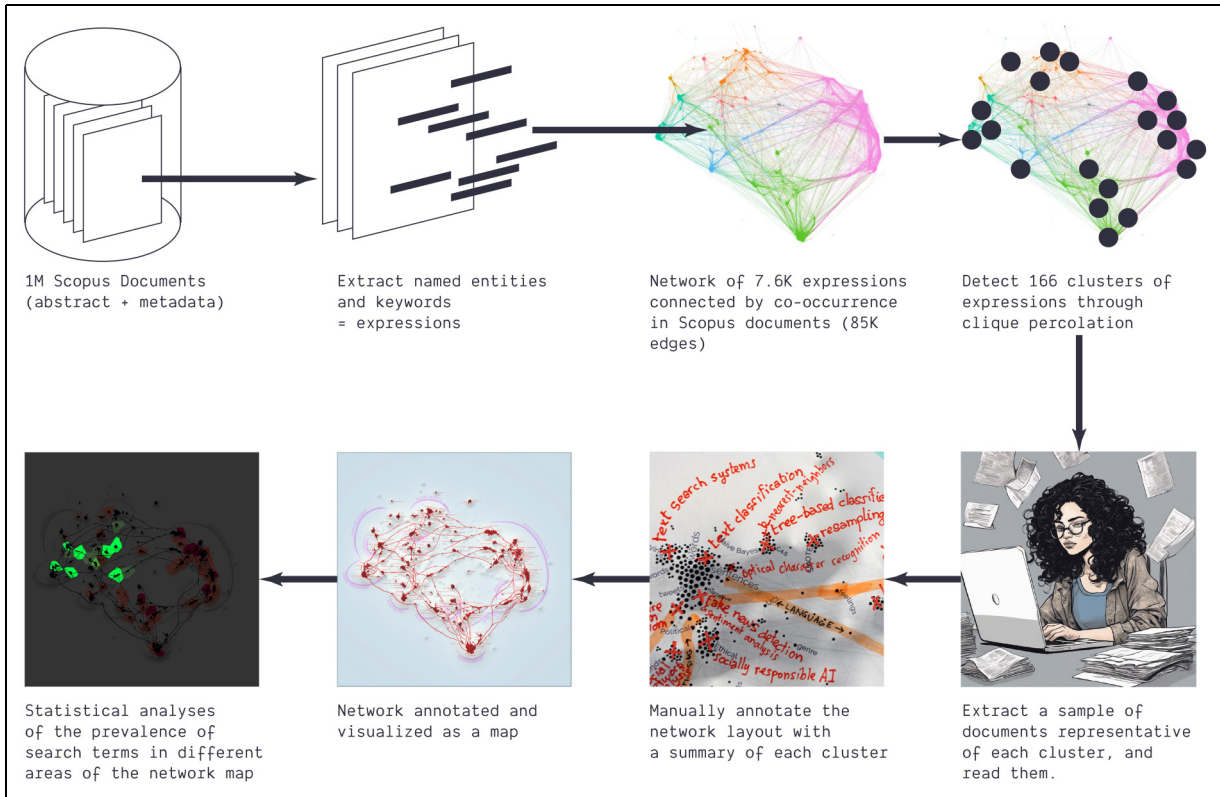 1M Scopus Documents
(abstract + metadata)
Extract named entities
and keywords
= expressions
Network of 7.6K expressions
connected by co-occurrence
in Scopus documents (85K
edges)
Detect 166 clusters of
expressions through
clique percolation
text search systems
text classification
k-nearest-neighbors
tree-based classifie
resampling
optical character recognition
←LANGUAGE→
fake news detection
sentiment analysis
socially responsible AI
genre
Ethical
Statistical analyses
of the prevalence of
search terms in different
areas of the network map
Network annotated and
visualized as a map
Manually annotate the
network layout with
a summary of each cluster
Extract a sample of
documents representative
of each cluster, and
read them.